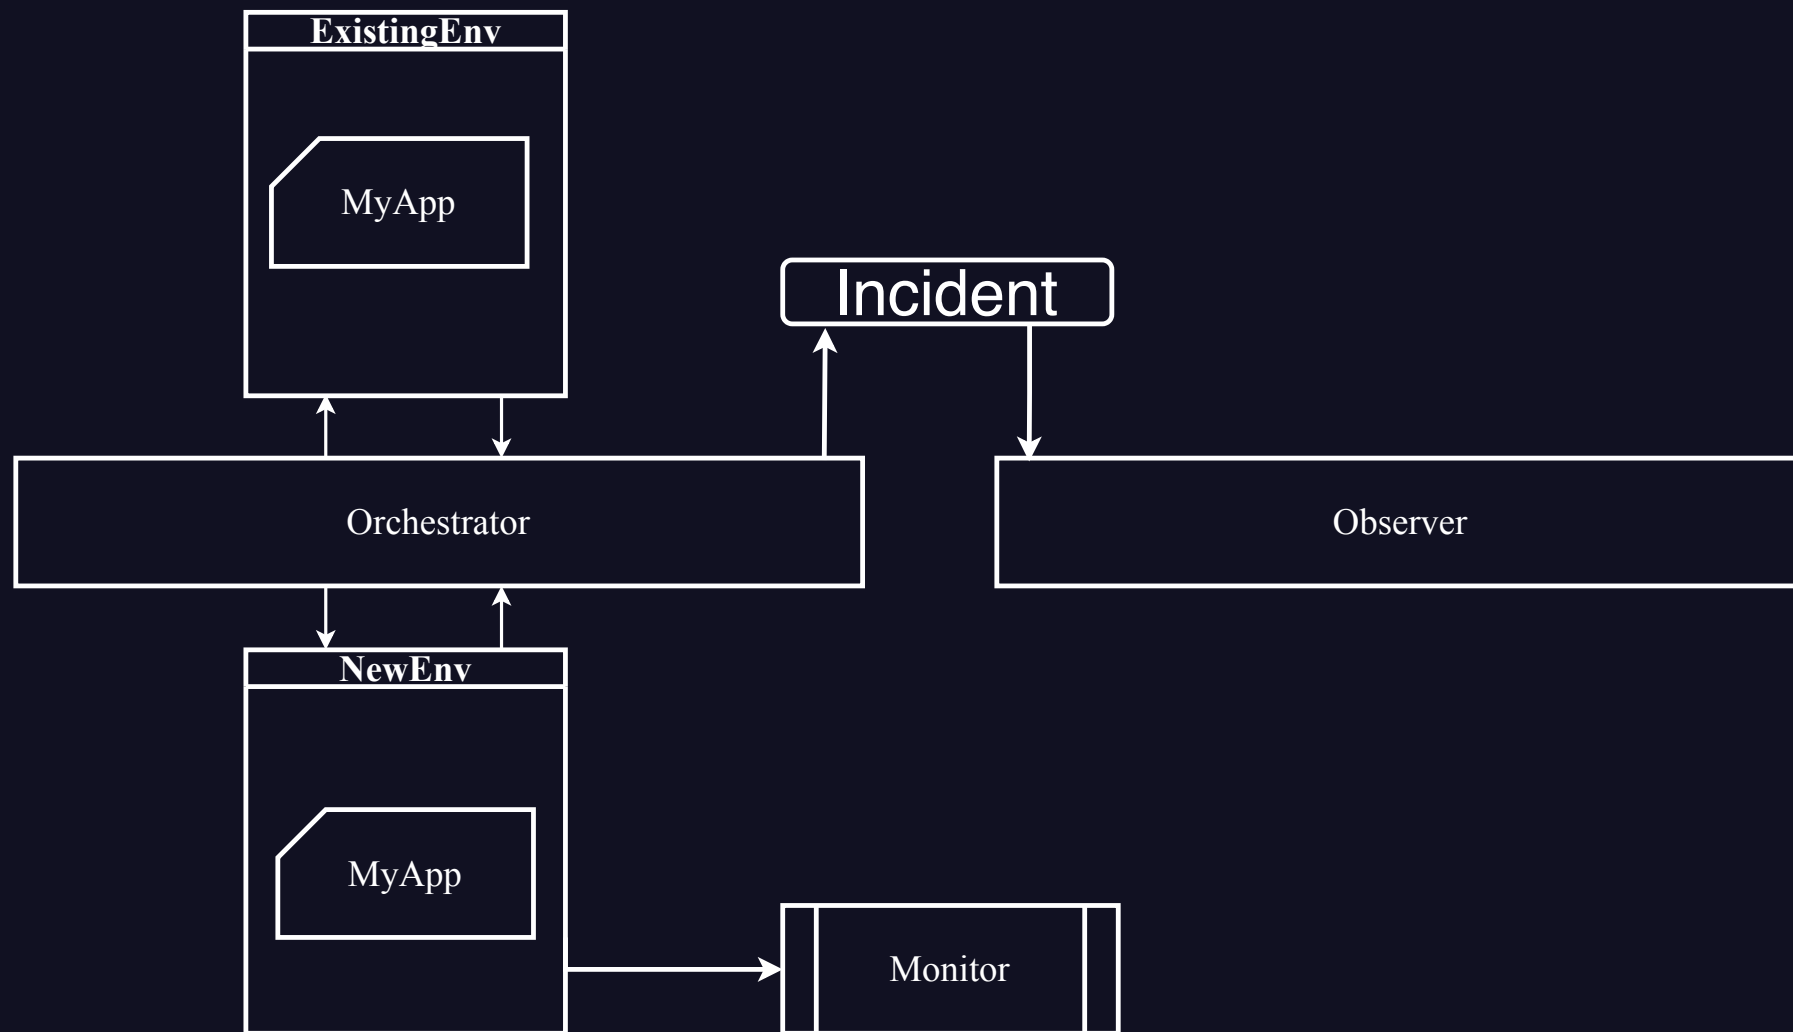 ExistingEnv
MyApp
Incident
Orchestrator
Observer
NewEnv
MyApp
Monitor